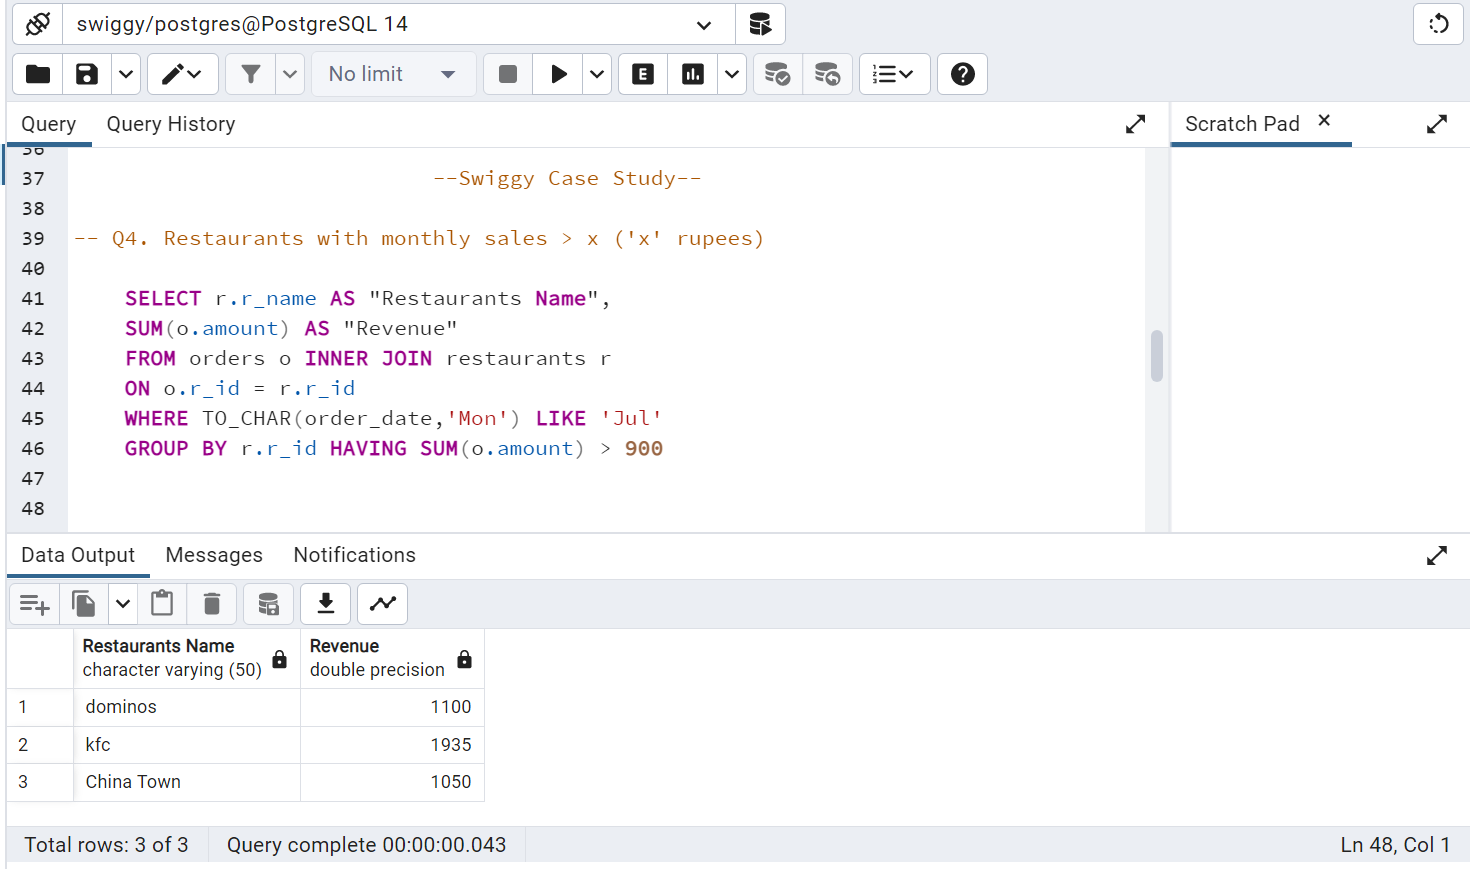 swiggy/postgres@PostgreSQL 14
No limit
Query Query History Scratch Pad
36
37 --Swiggy Case Study--
38
39 -- Q4. Restaurants with monthly sales > x ('x' rupees)
40
41 SELECT r.r_name AS "Restaurants Name",
42 SUM(o.amount) AS "Revenue"
43 FROM orders o INNER JOIN restaurants r
44 ON o.r_id = r.r_id
45 WHERE TO_CHAR(order_date,'Mon') LIKE 'Jul'
46 GROUP BY r.r_id HAVING SUM(o.amount) > 900
47
48
Data Output Messages Notifications
Restaurants Name Revenue
character varying (50) double precision
1 dominos 1100
2 kfc 1935
3 China Town 1050
Total rows: 3 of 3 Query complete 00:00:00.043 Ln 48, Col 1